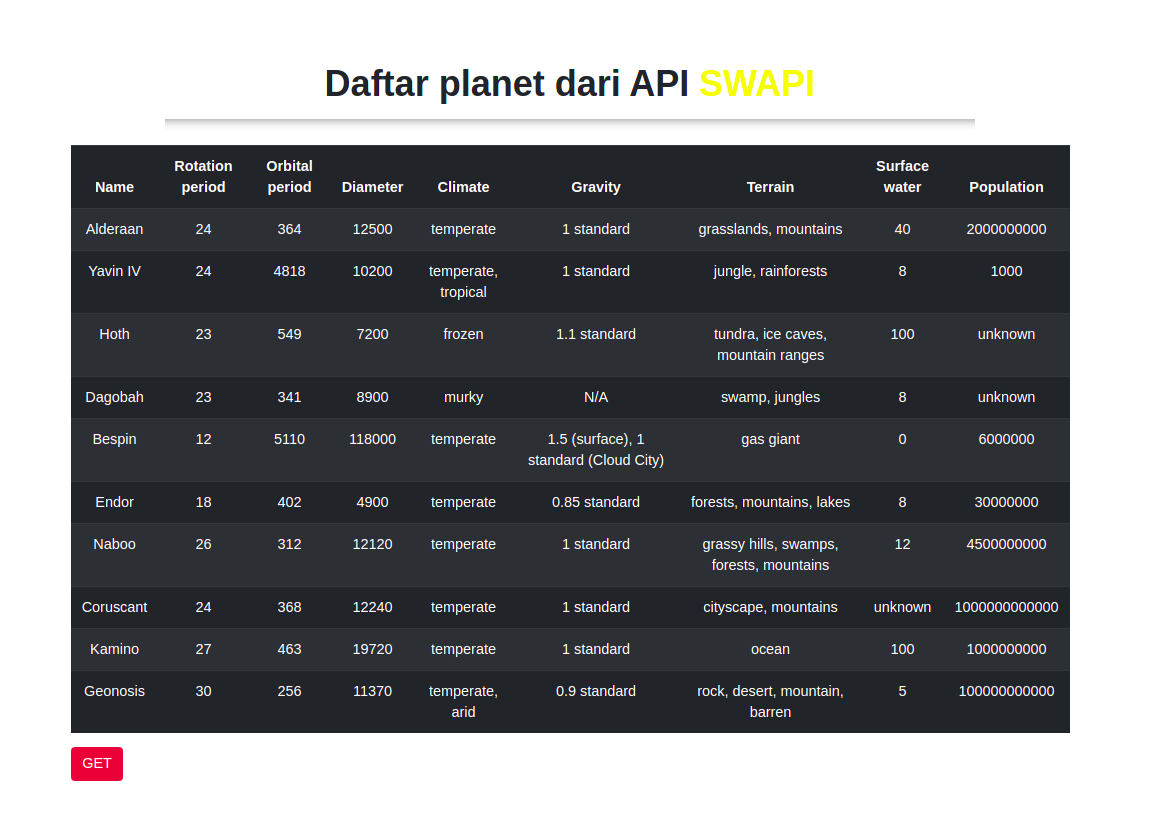 Daftar planet dari API SWAPI
Name Rotation period Orbital period Diameter Climate Gravity Terrain Surface water Population
Alderaan 24 364 12500 temperate 1 standard grasslands, mountains 40 2000000000
Yavin IV 24 4818 10200 temperate, tropical 1 standard jungle, rainforests 8 1000
Hoth 23 549 7200 frozen 1.1 standard tundra, ice caves, mountain ranges 100 unknown
Dagobah 23 341 8900 murky N/A swamp, jungles 8 unknown
Bespin 12 5110 118000 temperate 1.5 (surface), 1 standard (Cloud City) gas giant 0 6000000
Endor 18 402 4900 temperate 0.85 standard forests, mountains, lakes 8 30000000
Naboo 26 312 12120 temperate 1 standard grassy hills, swamps, forests, mountains 12 4500000000
Coruscant 24 368 12240 temperate 1 standard cityscape, mountains unknown 1000000000000
Kamino 27 463 19720 temperate 1 standard ocean 100 1000000000
Geonosis 30 256 11370 temperate, arid 0.9 standard rock, desert, mountain, barren 5 100000000000
GET